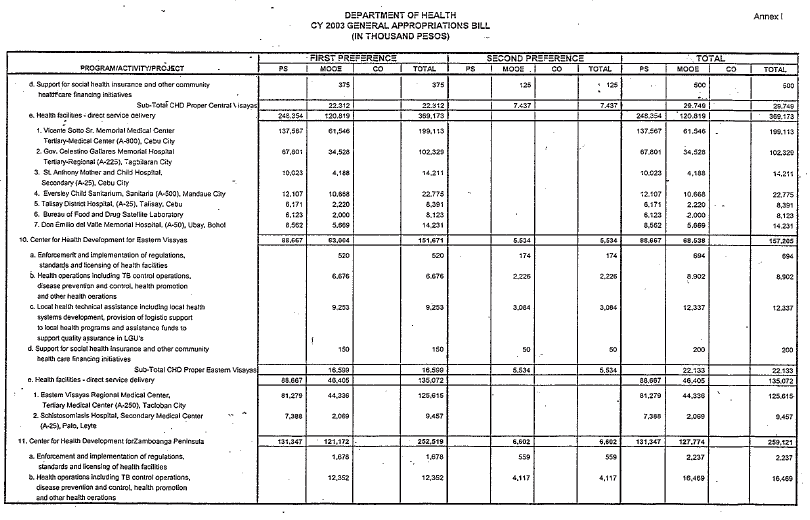 DEPARTMENT OF HEALTH
CY 2003 GENERAL APPROPRIATIONS BILL
(IN THOUSAND PESOS)
Annex I
FIRST PREFERENCE SECOND PREFERENCE TOTAL
PROGRAM/ACTIVITY/PROJECT PS MOOE CO TOTAL PS MOOE CO TOTAL PS MOOE CO TOTAL
d. Support for social health insurance and other community 375 375 125 125 500 500
healthcare financing initiatives
Sub-Total CHD Proper Central Visayas 22,312 22,312 7,437 7,437 29,749 29,749
e. Health facilities - direct service delivery 248,354 120,819 369,173 248,354 120,819 369,173
1. Vicente Sotto Sr. Memorial Medical Center 137,567 61,546 199,113 137,567 61,546 199,113
Tertiary-Medical Center (A-800), Cebu City
2. Gov. Celestino Gallares Memorial Hospital 67,801 34,528 102,329 67,801 34,528 102,329
Tertiary-Regional (A-225), Tagbilaran City
3. St. Anthony Mother and Child Hospital, 10,023 4,188 14,211 10,023 4,188 14,211
Secondary (A-25), Cebu City
4. Eversley Child Sanitarium, Sanitaria (A-500), Mandaue City 12,107 10,668 22,775 12,107 10,668 22,775
5. Talisay District Hospital, (A-25), Talisay, Cebu 6,171 2,220 8,391 6,171 2,220 8,391
6. Bureau of Food and Drug Satellite Laboratory 6,123 2,000 8,123 6,123 2,000 8,123
7. Don Emilio del Valle Memorial Hospital, (A-50), Ubay, Bohol 8,562 5,669 14,231 8,562 5,669 14,231
10. Center for Health Development for Eastern Visayas 88,667 63,004 151,671 5,534 5,534 88,667 68,538 157,205
a. Enforcement and implementation of regulations, 520 520 174 174 694 694
standards and licensing of health facilities
b. Health operations including TB control operations, 6,676 6,676 2,226 2,226 8,902 8,902
disease prevention and control, health promotion
and other health oerations
c. Local health technical assistance including local health 9,253 9,253 3,084 3,084 12,337 12,337
systems development, provision of logistic support
to local health programs and assistance funds to
support quality assurance in LGU's
d. Support for social health insurance and other community 150 150 50 50 200 200
health care financing initiatives
Sub-Total CHD Proper Eastern Visayas 16,599 16,599 5,534 5,534 22,133 22,133
e. Health facilities - direct service delivery 88,667 46,405 135,072 88,667 46,405 135,072
1. Eastern Visayas Regional Medical Center, 81,279 44,336 125,615 81,279 44,336 125,615
Tertiary Medical Center (A-250), Tacloban City
2. Schistosomiasis Hospital, Secondary Medical Center 7,388 2,069 9,457 7,388 2,069 9,457
(A-25), Palo, Leyte
11. Center for Health Development forZamboanga Peninsula 131,347 121,172 252,519 6,602 6,602 131,347 127,774 259,121
a. Enforcement and implementation of regulations, 1,678 1,678 559 559 2,237 2,237
standards and licensing of health facilities
b. Health operations including TB control operations, 12,352 12,352 4,117 4,117 16,469 16,469
disease prevention and control, health promotion
and other health oerations